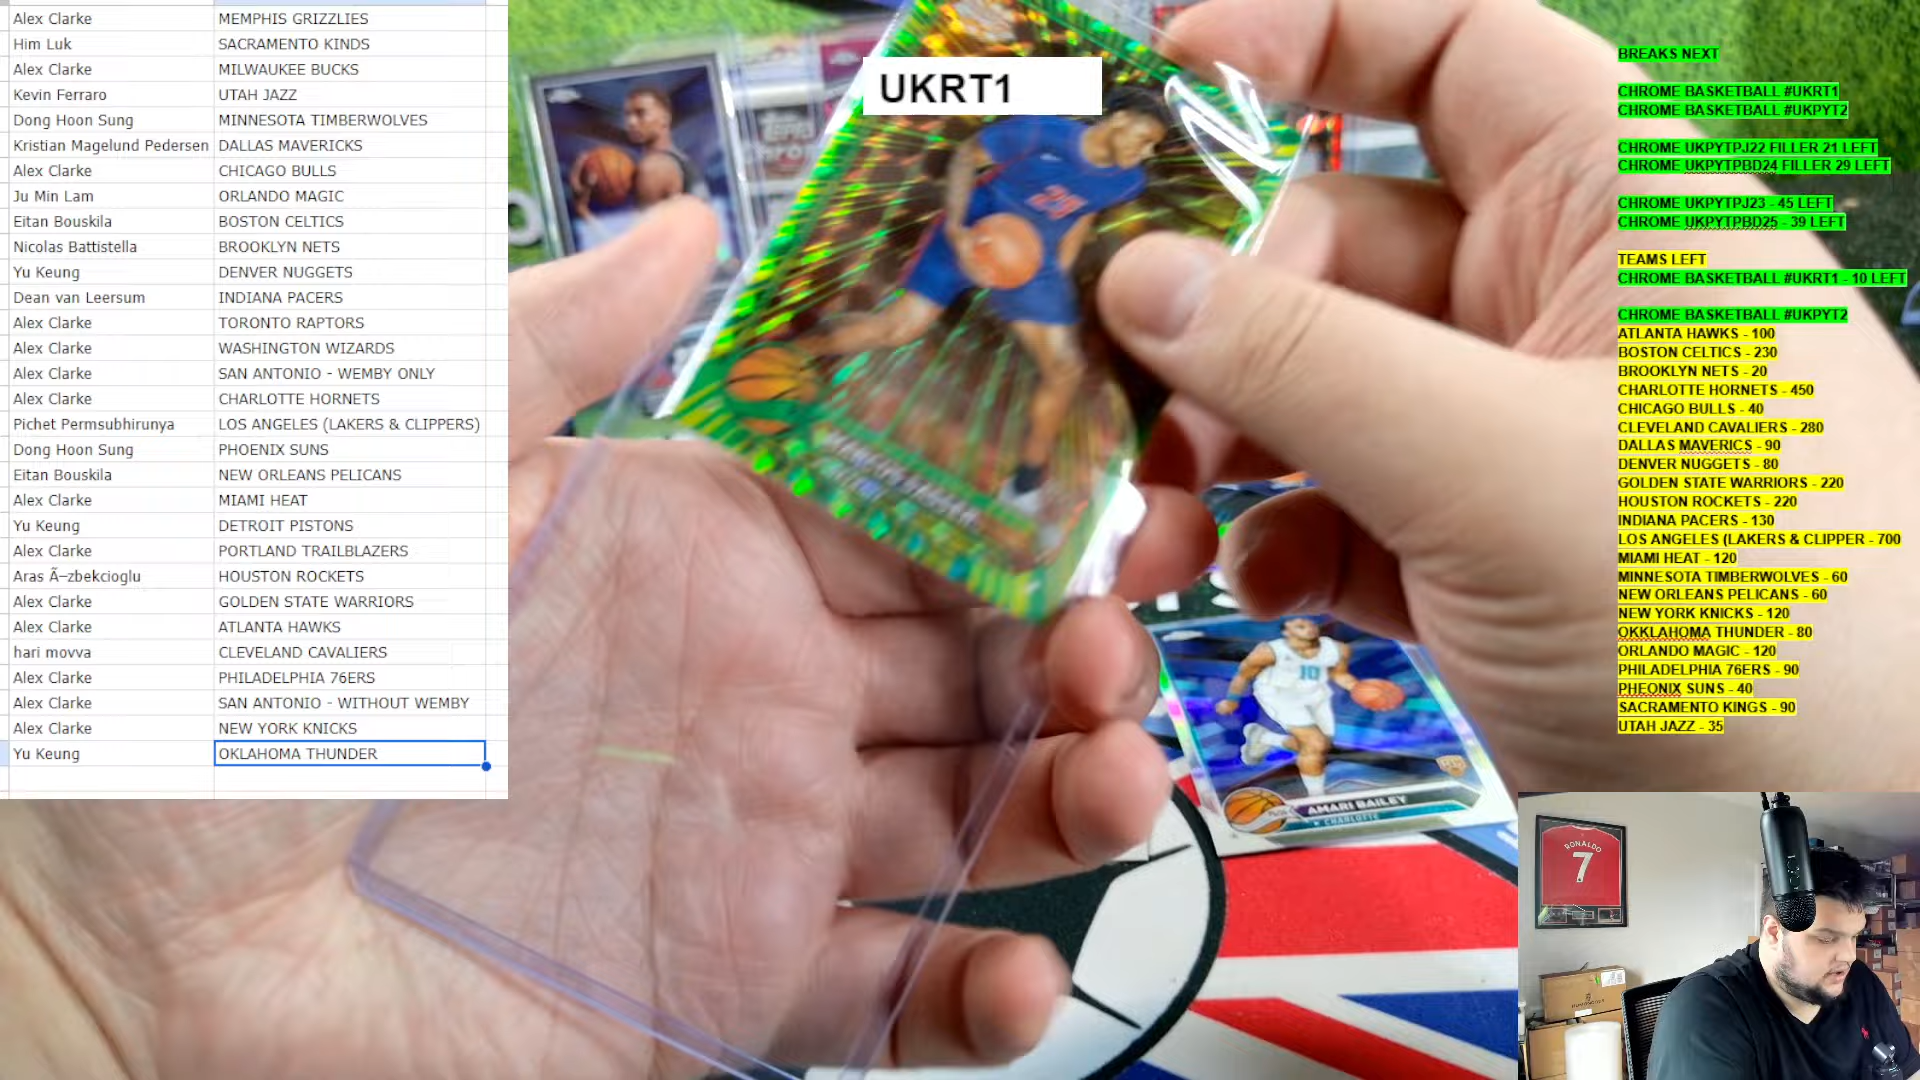 Alex Clarke MEMPHIS GRIZZLIES
Him Luk SACRAMENTO KINDS
Alex Clarke MILWAUKEE BUCKS
Kevin Ferraro UTAH JAZZ
Dong Hoon Sung MINNESOTA TIMBERWOLVES
Kristian Magelund Pedersen DALLAS MAVERICKS
Alex Clarke CHICAGO BULLS
Ju Min Lam ORLANDO MAGIC
Eitan Bouskila BOSTON CELTICS
Nicolas Battistella BROOKLYN NETS
Yu Keung DENVER NUGGETS
Dean van Leersum INDIANA PACERS
Alex Clarke TORONTO RAPTORS
Alex Clarke WASHINGTON WIZARDS
Alex Clarke SAN ANTONIO - WEMBY ONLY
Alex Clarke CHARLOTTE HORNETS
Pichet Permsubhirunya LOS ANGELES (LAKERS & CLIPPERS)
Dong Hoon Sung PHOENIX SUNS
Eitan Bouskila NEW ORLEANS PELICANS
Alex Clarke MIAMI HEAT
Yu Keung DETROIT PISTONS
Alex Clarke PORTLAND TRAILBLAZERS
Aras Ã–zbekcioglu HOUSTON ROCKETS
Alex Clarke GOLDEN STATE WARRIORS
Alex Clarke ATLANTA HAWKS
hari movva CLEVELAND CAVALIERS
Alex Clarke PHILADELPHIA 76ERS
Alex Clarke SAN ANTONIO - WITHOUT WEMBY
Alex Clarke NEW YORK KNICKS
Yu Keung OKLAHOMA THUNDER
UKRT1
10
AMARI BAILEY
CHARLOTTE
BREAKS NEXT
CHROME BASKETBALL #UKRT1
CHROME BASKETBALL #UKPYT2
CHROME UKPYTPJ22 FILLER 21 LEFT
CHROME UKPYTPBD24 FILLER 29 LEFT
CHROME UKPYTPJ23 - 45 LEFT
CHROME UKPYTPBD25 - 39 LEFT
TEAMS LEFT
CHROME BASKETBALL #UKRT1 - 10 LEFT
CHROME BASKETBALL #UKPYT2
ATLANTA HAWKS - 100
BOSTON CELTICS - 230
BROOKLYN NETS - 20
CHARLOTTE HORNETS - 450
CHICAGO BULLS - 40
CLEVELAND CAVALIERS - 280
DALLAS MAVERICS - 90
DENVER NUGGETS - 80
GOLDEN STATE WARRIORS - 220
HOUSTON ROCKETS - 220
INDIANA PACERS - 130
LOS ANGELES (LAKERS & CLIPPER - 700
MIAMI HEAT - 120
MINNESOTA TIMBERWOLVES - 60
NEW ORLEANS PELICANS - 60
NEW YORK KNICKS - 120
OKKLAHOMA THUNDER - 80
ORLANDO MAGIC - 120
PHILADELPHIA 76ERS - 90
PHEONIX SUNS - 40
SACRAMENTO KINGS - 90
UTAH JAZZ - 35
RONALDO
7